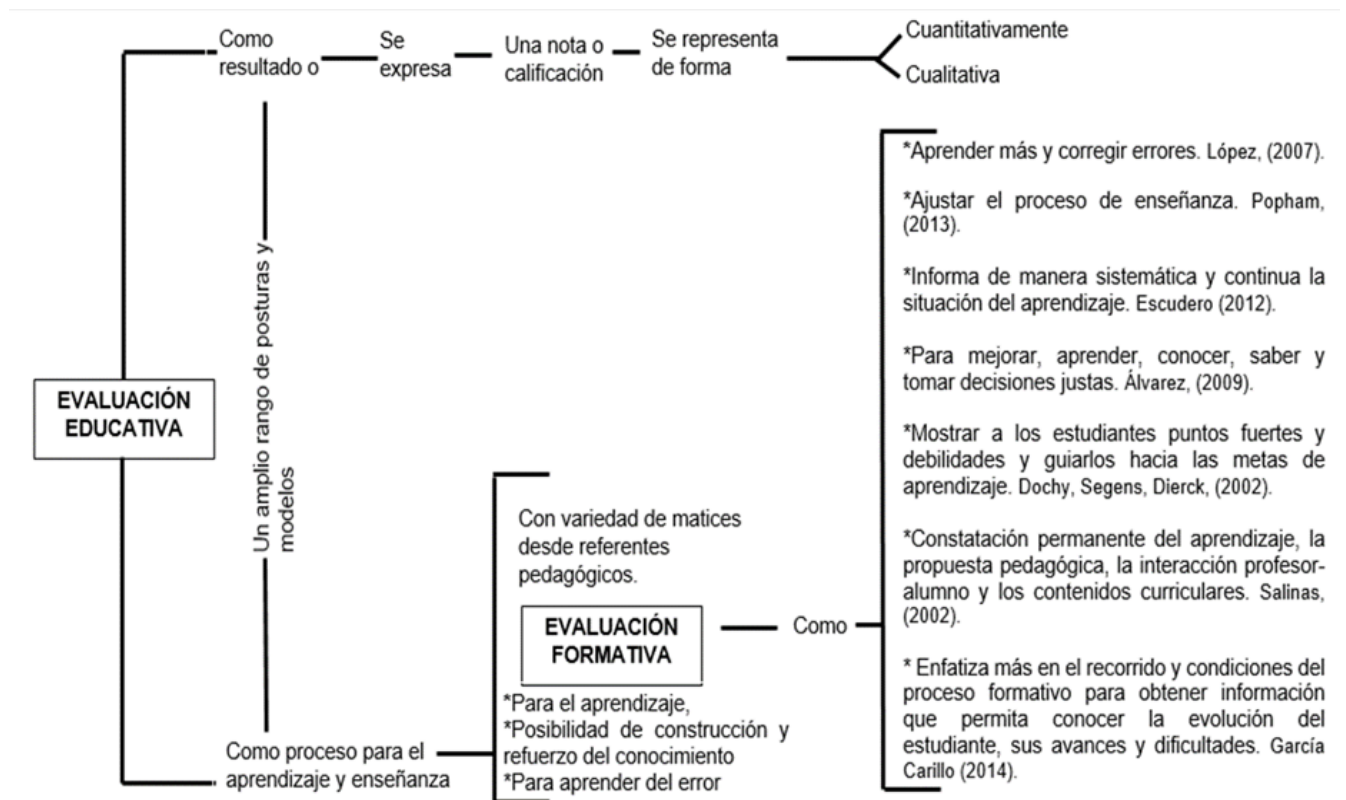 Como
resultado o
Se
expresa
Una nota o
calificación
Se representa
de forma
Cuantitativamente
Cualitativa
Un amplio rango de posturas y
modelos
EVALUACIÓN
EDUCATIVA
Como proceso para el
aprendizaje y enseñanza
Con variedad de matices
desde referentes
pedagógicos.
EVALUACIÓN
FORMATIVA
*Para el aprendizaje,
*Posibilidad de construcción y
refuerzo del conocimiento
*Para aprender del error
Como
*Aprender más y corregir errores. López, (2007).
*Ajustar el proceso de enseñanza. Popham,
(2013).
*Informa de manera sistemática y continua la
situación del aprendizaje. Escudero (2012).
*Para mejorar, aprender, conocer, saber y
tomar decisiones justas. Álvarez, (2009).
*Mostrar a los estudiantes puntos fuertes y
debilidades y guiarlos hacia las metas de
aprendizaje. Dochy, Segens, Dierck, (2002).
*Constatación permanente del aprendizaje, la
propuesta pedagógica, la interacción profesor-
alumno y los contenidos curriculares. Salinas,
(2002).
* Enfatiza más en el recorrido y condiciones del
proceso formativo para obtener información
que permita conocer la evolución del
estudiante, sus avances y dificultades. García
Carillo (2014).